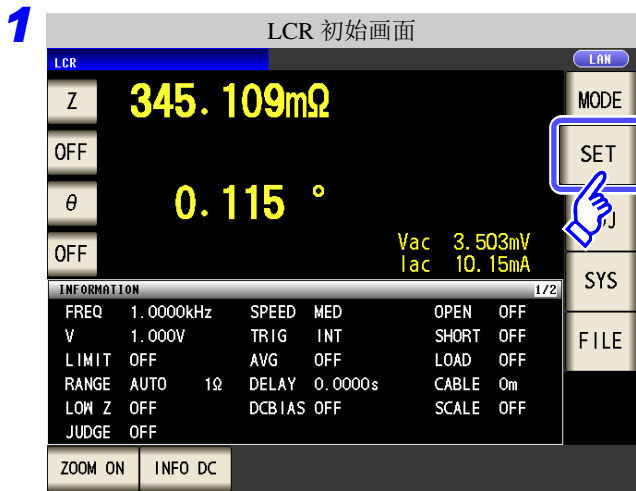 1
LCR 初始画面
LCR
LAN
Z 345.109mΩ
MODE
OFF
SET
θ 0.115 °
OFF
Vac 3.503mV
Iac 10.15mA
SYS
INFORMATION 1/2
FREQ 1.0000kHz SPEED MED OPEN OFF
V 1.000V TRIG INT SHORT OFF
FILE
LIMIT OFF AVG OFF LOAD OFF
RANGE AUTO 1Ω DELAY 0.0000s CABLE 0m
LOW Z OFF DCBIAS OFF SCALE OFF
JUDGE OFF
ZOOM ON INFO DC